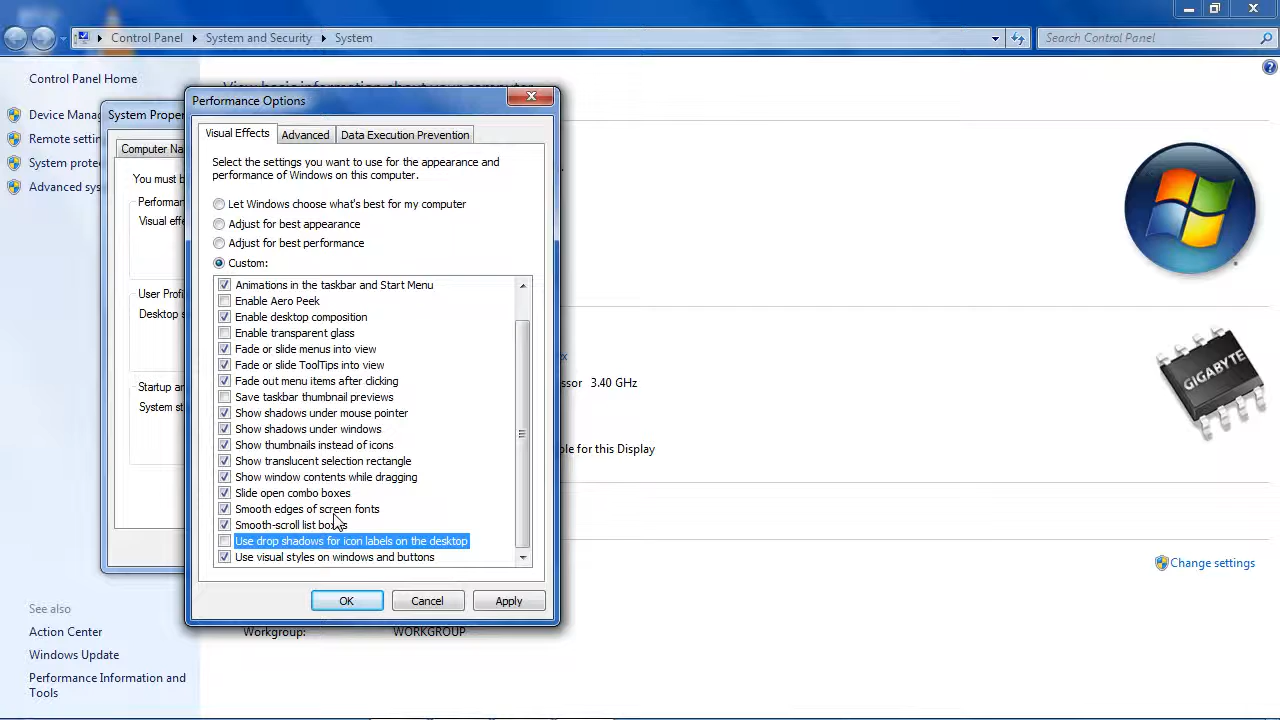 Control Panel
System and Security
System
Search Control Panel
Control Panel Home
Device Manag
Remote settin
System prote
Advanced sys
See also
Action Center
Windows Update
Performance Information and
Tools
View basic information about your computer
System Proper
Computer Na
You must b
Performan
Visual effe
User Profi
Desktop s
Startup an
System st
Performance Options
Visual Effects
Advanced
Data Execution Prevention
Select the settings you want to use for the appearance and
performance of Windows on this computer.
Let Windows choose what's best for my computer
Adjust for best appearance
Adjust for best performance
Custom:
Animations in the taskbar and Start Menu
Enable Aero Peek
Enable desktop composition
Enable transparent glass
Fade or slide menus into view
Fade or slide ToolTips into view
Fade out menu items after clicking
Save taskbar thumbnail previews
Show shadows under mouse pointer
Show shadows under windows
Show thumbnails instead of icons
Show translucent selection rectangle
Show window contents while dragging
Slide open combo boxes
Smooth edges of screen fonts
Smooth-scroll list boxes
Use drop shadows for icon labels on the desktop
Use visual styles on windows and buttons
OK
Cancel
Apply
GIGABYTE
ssor 3.40 GHz
ble for this Display
Change settings
Workgroup: WORKGROUP